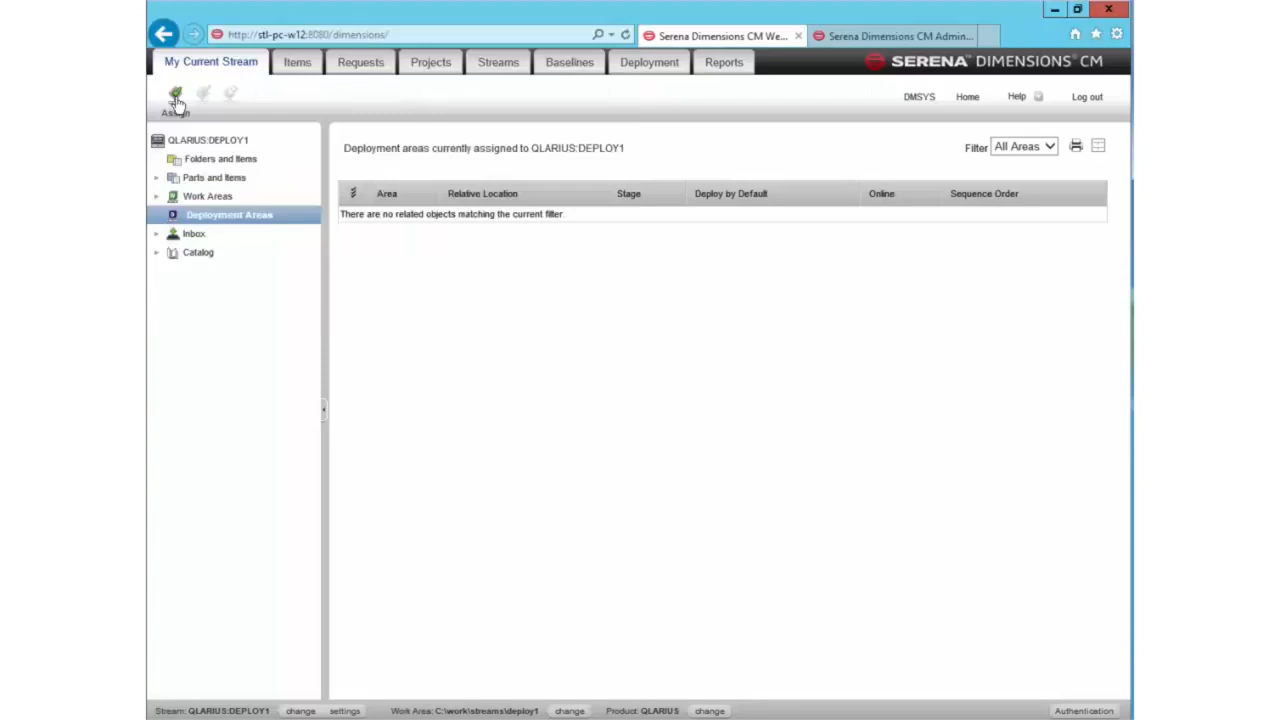 http://stl-pc-w12:8080/dimensions/
Serena Dimensions CM We...
Serena Dimensions CM Admin...
My Current Stream
Items
Requests
Projects
Streams
Baselines
Deployment
Reports
SERENA™ DIMENSIONS® CM
Assign
DMSYS
Home
Help
Log out
QLARIUS:DEPLOY1
Folders and Items
Parts and Items
Work Areas
Deployment Areas
Inbox
Catalog
Deployment areas currently assigned to QLARIUS:DEPLOY1
Filter All Areas
Area Relative Location Stage Deploy by Default Online Sequence Order
There are no related objects matching the current filter.
Stream: QLARIUS:DEPLOY1 change settings Work Area: C:\work\streams\deploy1 change Product: QLARIUS change Authentication